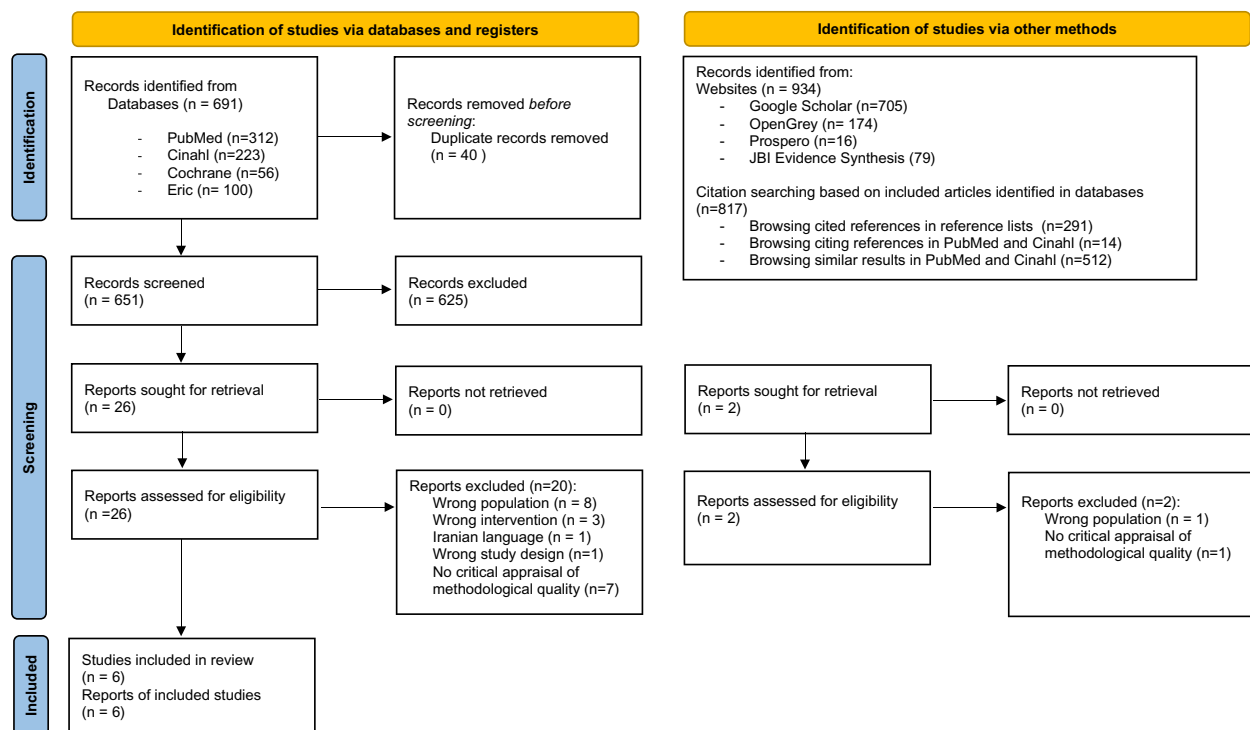 Identification of studies via databases and registers
Identification of studies via other methods
Identification
Records identified from
Databases (n = 691)
- PubMed (n=312)
- Cinahl (n=223)
- Cochrane (n=56)
- Eric (n= 100)
Records removed before
screening:
Duplicate records removed
(n = 40 )
Records identified from:
Websites (n = 934)
- Google Scholar (n=705)
- OpenGrey (n= 174)
- Prospero (n=16)
- JBI Evidence Synthesis (79)
Citation searching based on included articles identified in databases
(n=817)
- Browsing cited references in reference lists (n=291)
- Browsing citing references in PubMed and Cinahl (n=14)
- Browsing similar results in PubMed and Cinahl (n=512)
Screening
Records screened
(n = 651)
Records excluded
(n = 625)
Reports sought for retrieval
(n = 26)
Reports not retrieved
(n = 0)
Reports sought for retrieval
(n = 2)
Reports not retrieved
(n = 0)
Reports assessed for eligibility
(n =26)
Reports excluded (n=20):
Wrong population (n = 8)
Wrong intervention (n = 3)
Iranian language (n = 1)
Wrong study design (n=1)
No critical appraisal of
methodological quality (n=7)
Reports assessed for eligibility
(n = 2)
Reports excluded (n=2):
Wrong population (n = 1)
No critical appraisal of
methodological quality (n=1)
Included
Studies included in review
(n = 6)
Reports of included studies
(n = 6)